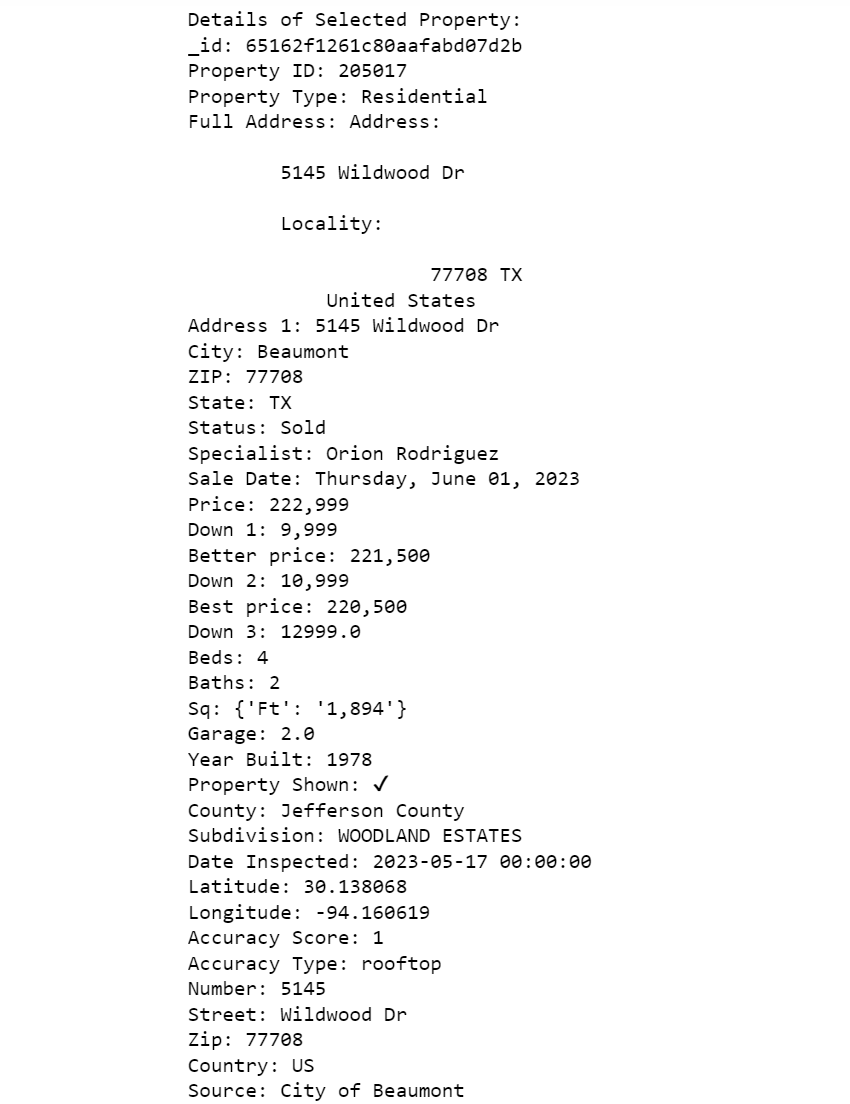 Details of Selected Property:
_id: 65162f1261c80aafabd07d2b
Property ID: 205017
Property Type: Residential
Full Address: Address:
5145 Wildwood Dr
Locality:
77708 TX
United States
Address 1: 5145 Wildwood Dr
City: Beaumont
ZIP: 77708
State: TX
Status: Sold
Specialist: Orion Rodriguez
Sale Date: Thursday, June 01, 2023
Price: 222,999
Down 1: 9,999
Better price: 221,500
Down 2: 10,999
Best price: 220,500
Down 3: 12999.0
Beds: 4
Baths: 2
Sq: {'Ft': '1,894'}
Garage: 2.0
Year Built: 1978
Property Shown: ✓
County: Jefferson County
Subdivision: WOODLAND ESTATES
Date Inspected: 2023-05-17 00:00:00
Latitude: 30.138068
Longitude: -94.160619
Accuracy Score: 1
Accuracy Type: rooftop
Number: 5145
Street: Wildwood Dr
Zip: 77708
Country: US
Source: City of Beaumont